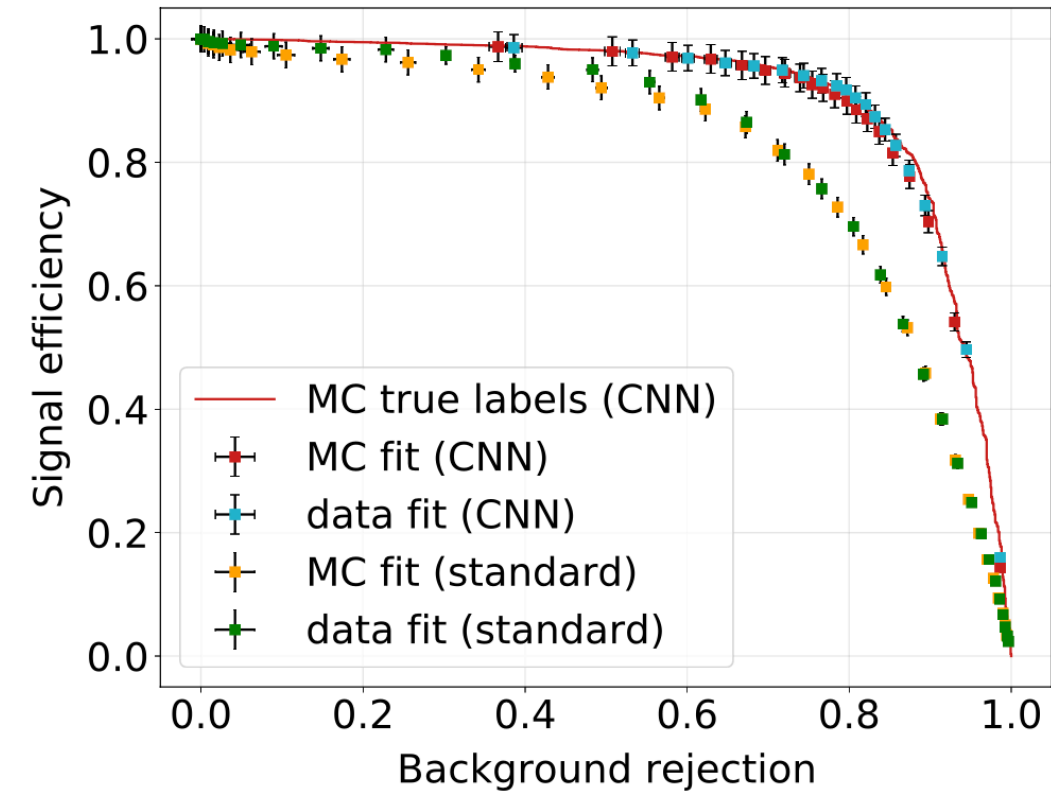 1.0
0.8
0.6
0.4
0.2
0.0
Signal efficiency
MC true labels (CNN)
MC fit (CNN)
data fit (CNN)
MC fit (standard)
data fit (standard)
0.0 0.2 0.4 0.6 0.8 1.0
Background rejection